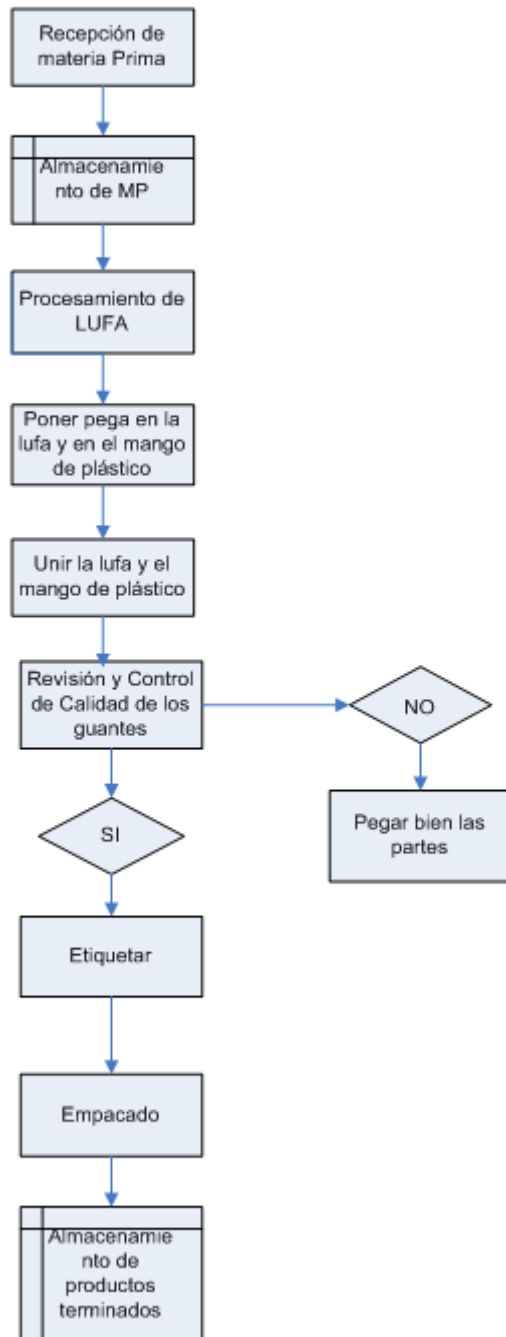 Recepción de
materia Prima
Almacenamie
nto de MP
Procesamiento de
LUFA
Poner pega en la
lufa y en el mango
de plástico
Unir la lufa y el
mango de plástico
Revisión y Control
de Calidad de los
guantes
NO
Pegar bien las
partes
SI
Etiquetar
Empacado
Almacenamie
nto de
productos
terminados